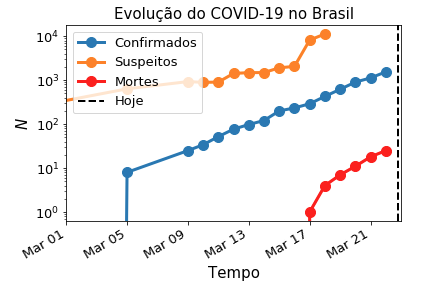 Evolução do COVID-19 no Brasil
Confirmados
Suspeitos
Mortes
Hoje
N
10⁴
10³
10²
10¹
10⁰
Mar 01
Mar 05
Mar 09
Mar 13
Mar 17
Mar 21
Tempo